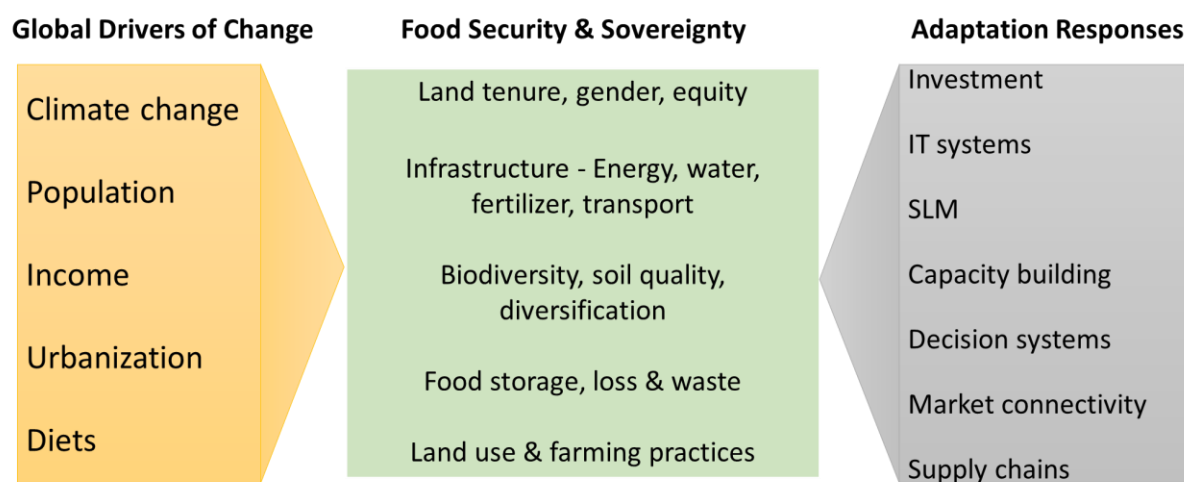 Global Drivers of Change
Climate change
Population
Income
Urbanization
Diets
Food Security & Sovereignty
Land tenure, gender, equity
Infrastructure - Energy, water,
fertilizer, transport
Biodiversity, soil quality,
diversification
Food storage, loss & waste
Land use & farming practices
Adaptation Responses
Investment
IT systems
SLM
Capacity building
Decision systems
Market connectivity
Supply chains